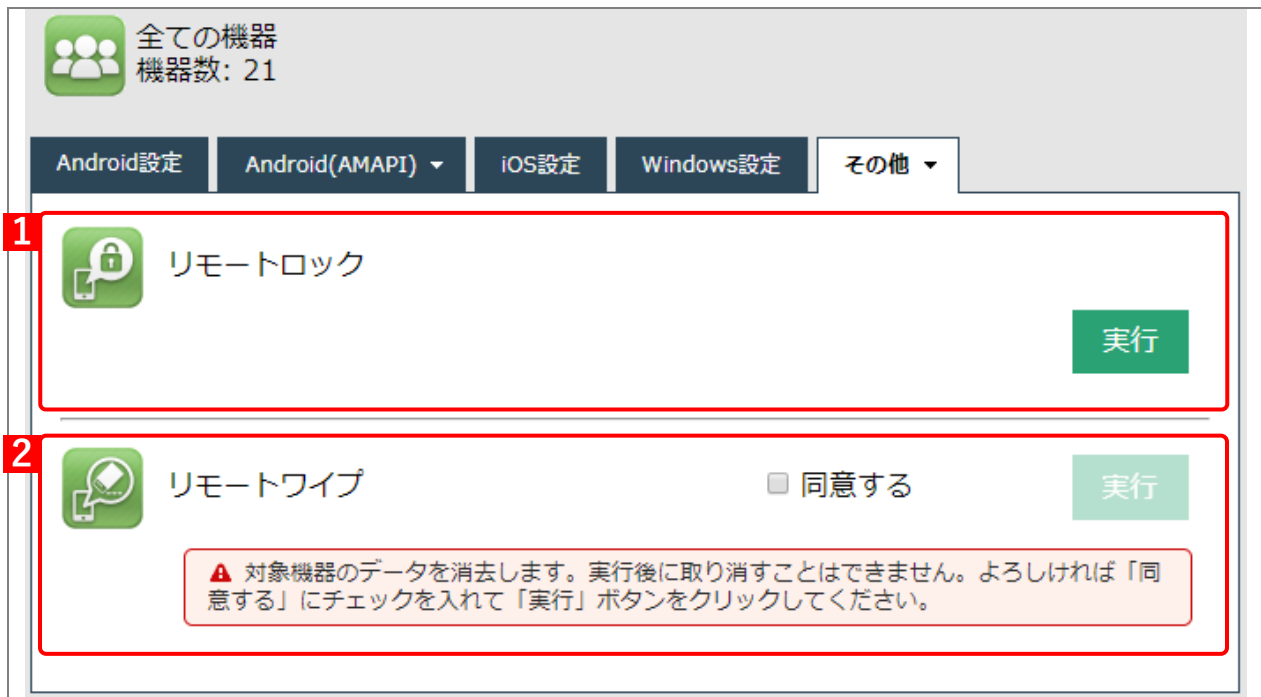 全ての機器
機器数: 21
Android設定
Android(AMAPI)
iOS設定
Windows設定
その他
1
リモートロック
実行
2
リモートワイプ
同意する
実行
対象機器のデータを消去します。実行後に取り消すことはできません。よろしければ「同
意する」にチェックを入れて「実行」ボタンをクリックしてください。